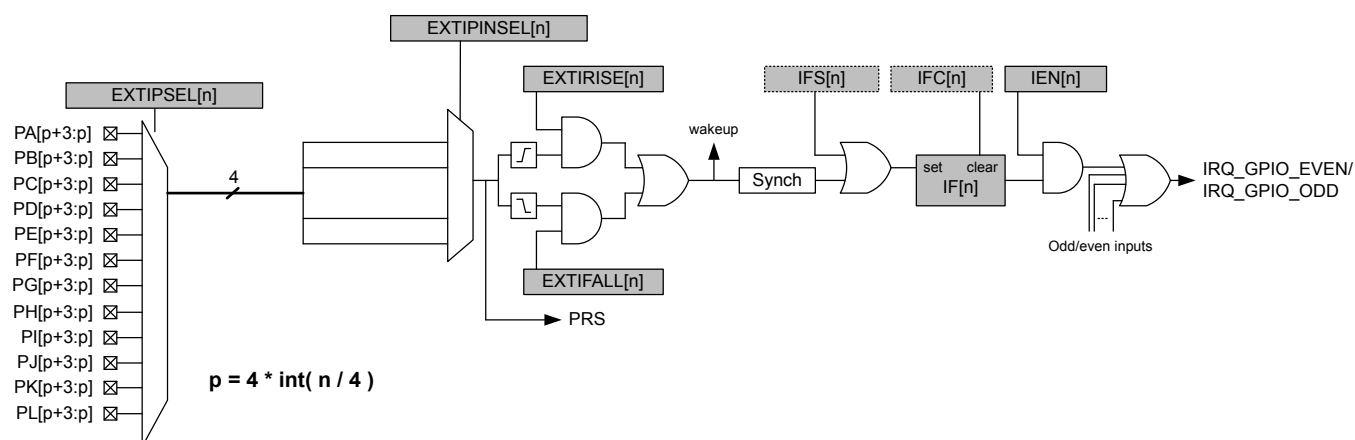 EXTIPINSEL[n]
EXTIPSEL[n]
EXTIRISE[n]
IFS[n]
IFC[n]
IEN[n]
PA[p+3:p]
PB[p+3:p]
PC[p+3:p]
PD[p+3:p]
PE[p+3:p]
PF[p+3:p]
PG[p+3:p]
PH[p+3:p]
PI[p+3:p]
PJ[p+3:p]
PK[p+3:p]
PL[p+3:p]
4
wakeup
Synch
set clear
IF[n]
IRQ_GPIO_EVEN/
IRQ_GPIO_ODD
...
Odd/even inputs
EXTIFALL[n]
PRS
p = 4 * int( n / 4 )